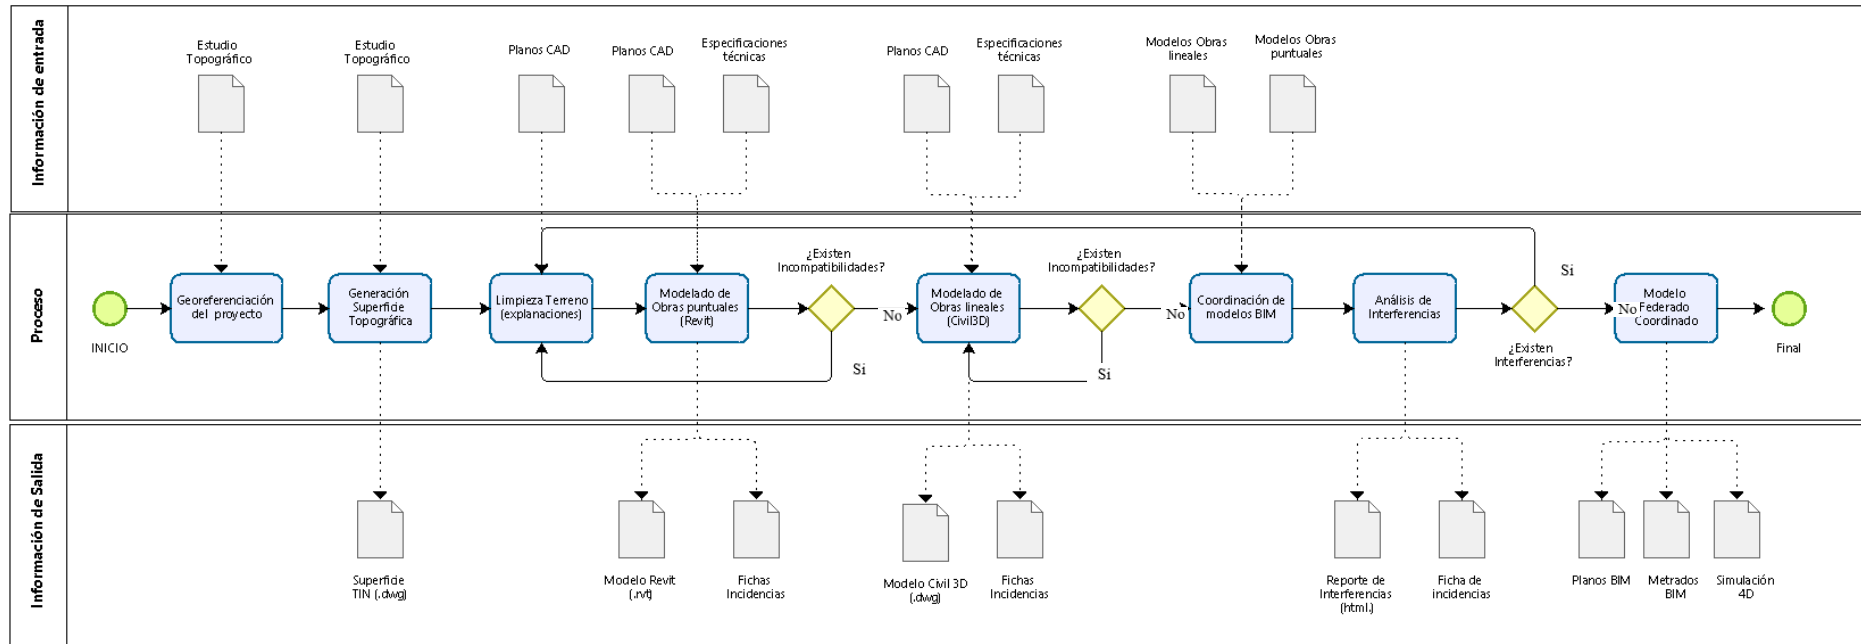 Información de entrada
Estudio
Topográfico
Estudio
Topográfico
Planos CAD
Planos CAD
Especificaciones
técnicas
Planos CAD
Especificaciones
técnicas
Modelos Obras
lineales
Modelos Obras
puntuales
Proceso
INICIO
Georeferenciación
del proyecto
Generación
Superficie
Topográfica
Limpieza Terreno
(explanaciones)
Modelado de
Obras puntuales
(Revit)
¿Existen
Incompatibilidades?
No
Si
Modelado de
Obras lineales
(Civil3D)
¿Existen
Incompatibilidades?
No
Si
Coordinación de
modelos BIM
Análisis de
Interferencias
Si
¿Existen
Interferencias?
No
Modelo
Federado
Coordinado
Final
Información de Salida
Superficie
TIN (.dwg)
Modelo Revit
(.rvt)
Fichas
Incidencias
Modelo Civil 3D
(.dwg)
Fichas
Incidencias
Reporte de
Interferencias
(html.)
Ficha de
incidencias
Planos BIM
Metrados
BIM
Simulación
4D